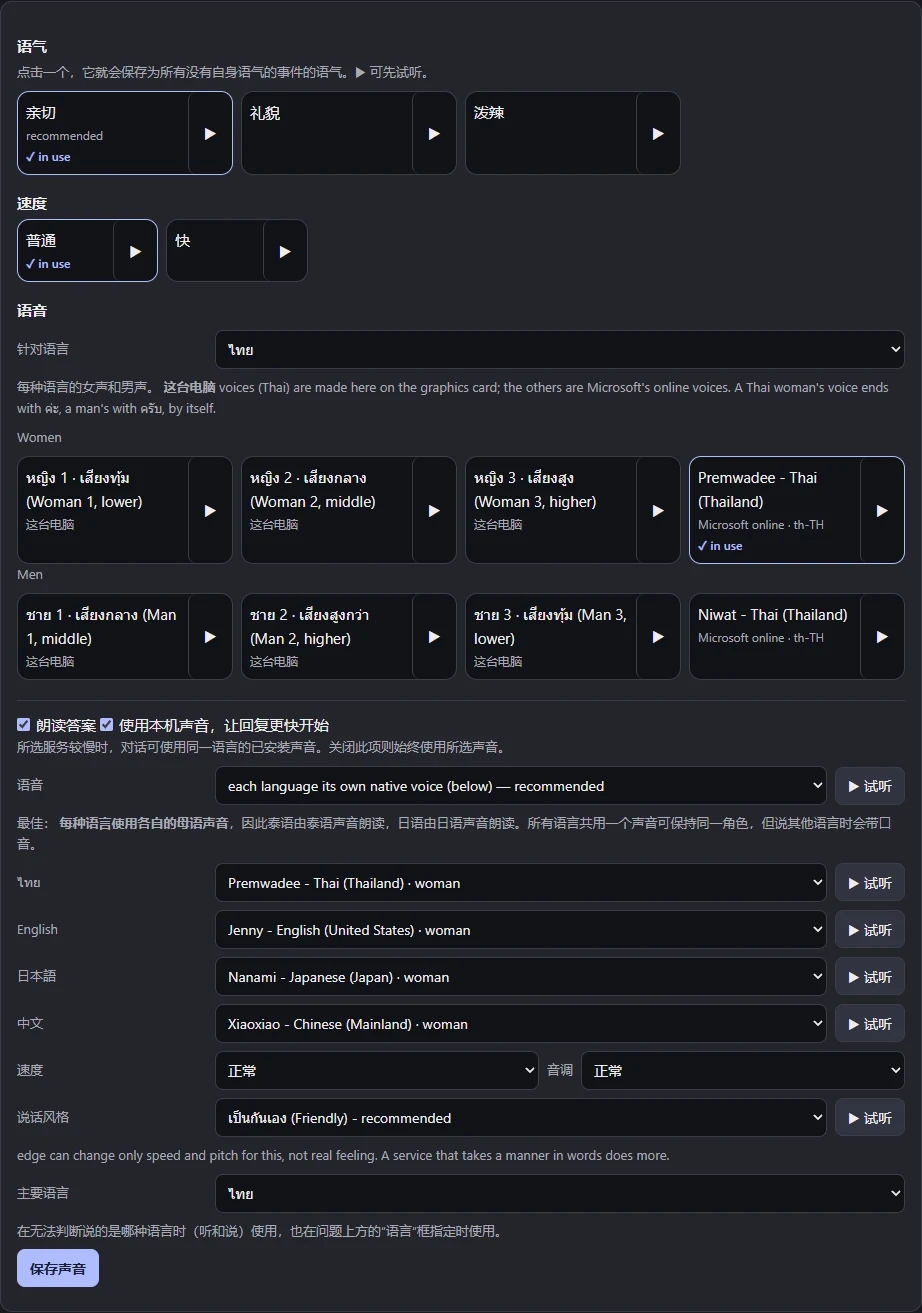 语气
点击一个，它就会保存为所有没有自身语气的事件的语气。▶ 可先试听。
亲切
recommended
✓ in use
▶
礼貌
▶
泼辣
▶
速度
普通
✓ in use
▶
快
▶
语音
针对语言
ไทย
每种语言的女声和男声。 这台电脑 voices (Thai) are made here on the graphics card; the others are Microsoft's online voices. A Thai woman's voice ends
with ค่ะ, a man's with ครับ, by itself.
Women
หญิง 1 · เสียงทุ้ม
(Woman 1, lower)
这台电脑
▶
หญิง 2 · เสียงกลาง
(Woman 2, middle)
这台电脑
▶
หญิง 3 · เสียงสูง
(Woman 3, higher)
这台电脑
▶
Premwadee - Thai
(Thailand)
Microsoft online · th-TH
✓ in use
▶
Men
ชาย 1 · เสียงกลาง (Man
1, middle)
这台电脑
▶
ชาย 2 · เสียงสูงกว่า
(Man 2, higher)
这台电脑
▶
ชาย 3 · เสียงทุ้ม (Man 3,
lower)
这台电脑
▶
Niwat - Thai (Thailand)
Microsoft online · th-TH
▶
朗读答案 使用本机声音，让回复更快开始
所选服务较慢时，对话可使用同一语言的已安装声音。关闭此项则始终使用所选声音。
语音 each language its own native voice (below) — recommended ▶ 试听
最佳： 每种语言使用各自的母语声音，因此泰语由泰语声音朗读，日语由日语声音朗读。所有语言共用一个声音可保持同一角色，但说其他语言时会带口
音。
ไทย Premwadee - Thai (Thailand) · woman ▶ 试听
English Jenny - English (United States) · woman ▶ 试听
日本語 Nanami - Japanese (Japan) · woman ▶ 试听
中文 Xiaoxiao - Chinese (Mainland) · woman ▶ 试听
速度 正常 音调 正常
说话风格 เป็นกันเอง (Friendly) - recommended ▶ 试听
edge can change only speed and pitch for this, not real feeling. A service that takes a manner in words does more.
主要语言 ไทย
在无法判断说的是哪种语言时（听和说）使用，也在问题上方的“语言”框指定时使用。
保存声音